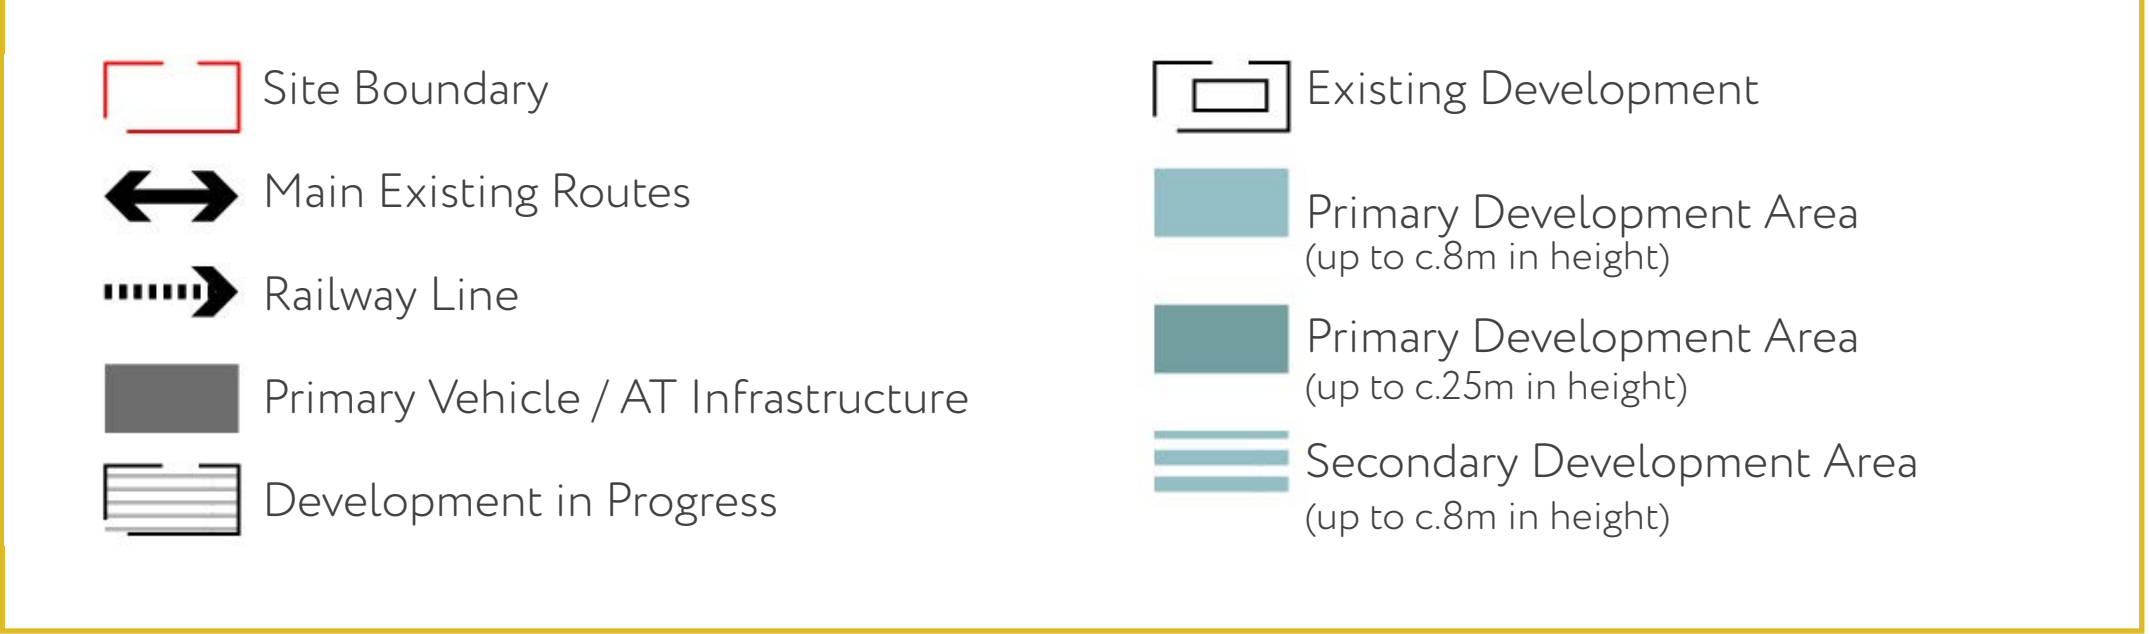 Site Boundary
Main Existing Routes
Railway Line
Primary Vehicle / AT Infrastructure
Development in Progress
Existing Development
Primary Development Area
(up to c.8m in height)
Primary Development Area
(up to c.25m in height)
Secondary Development Area
(up to c.8m in height)